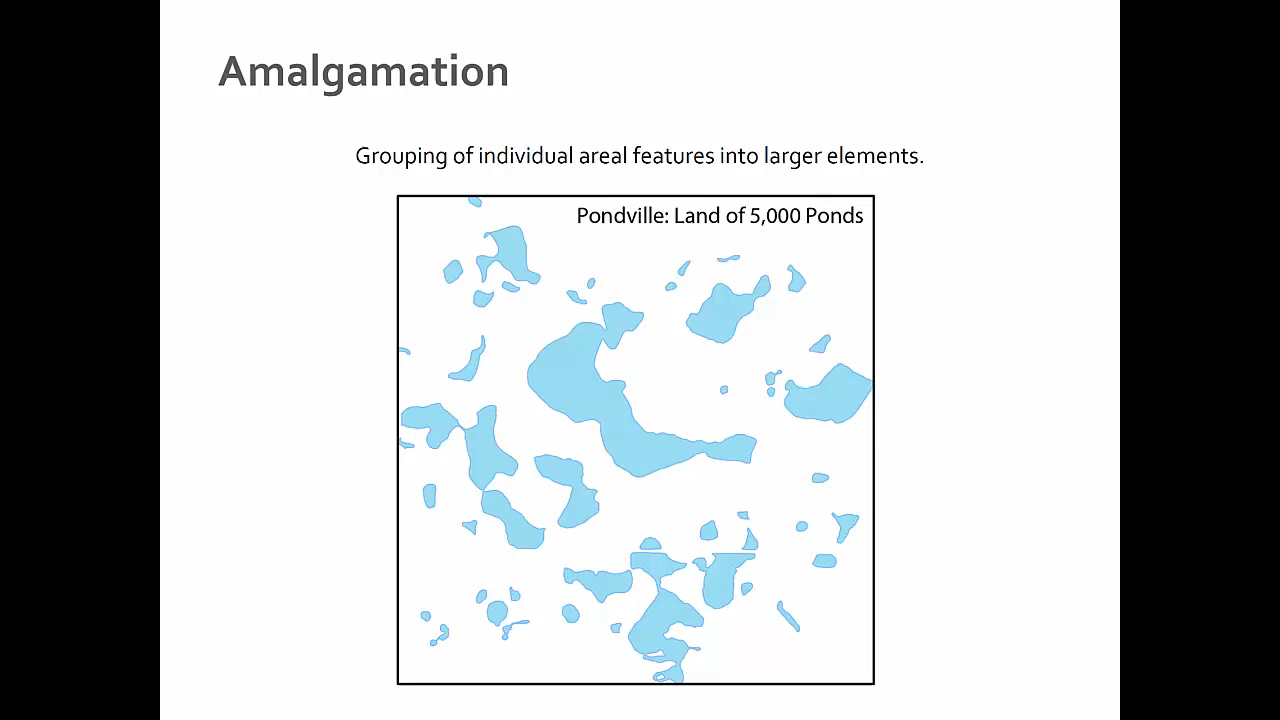 Amalgamation
Grouping of individual areal features into larger elements.
Pondville: Land of 5,000 Ponds